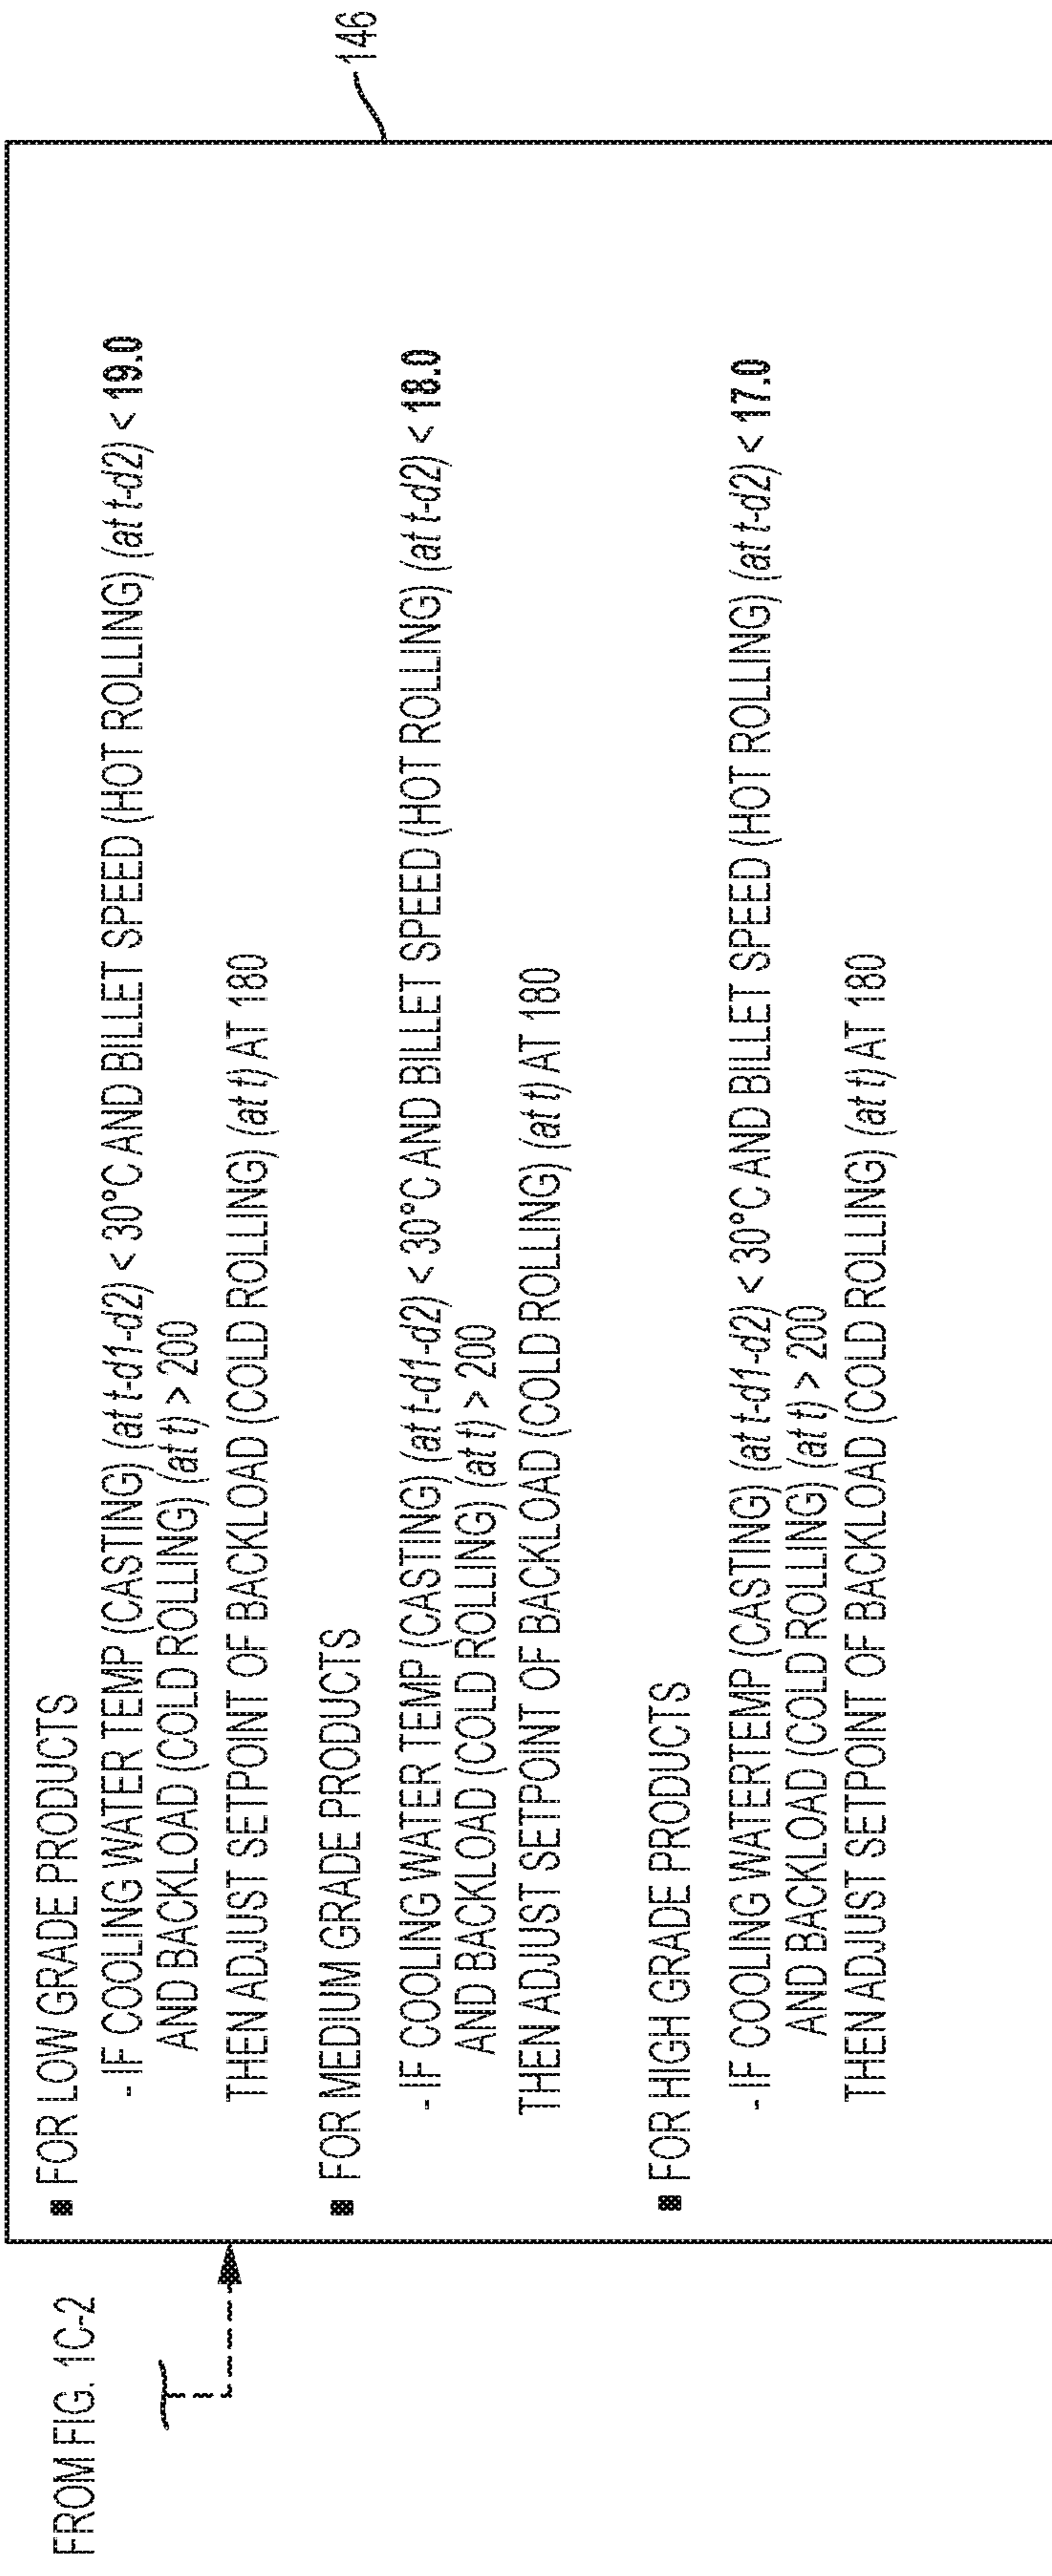 FROM FIG. 1C-2
146
■ FOR LOW GRADE PRODUCTS
- IF COOLING WATER TEMP (CASTING) (at t-d1-d2) < 30°C AND BILLET SPEED (HOT ROLLING) (at t-d2) < 19.0
AND BACKLOAD (COLD ROLLING) (at t) > 200
THEN ADJUST SETPOINT OF BACKLOAD (COLD ROLLING) (at t) AT 180
■ FOR MEDIUM GRADE PRODUCTS
- IF COOLING WATER TEMP (CASTING) (at t-d1-d2) < 30°C AND BILLET SPEED (HOT ROLLING) (at t-d2) < 18.0
AND BACKLOAD (COLD ROLLING) (at t) > 200
THEN ADJUST SETPOINT OF BACKLOAD (COLD ROLLING) (at t) AT 180
■ FOR HIGH GRADE PRODUCTS
- IF COOLING WATERTEMP (CASTING) (at t-d1-d2) < 30°C AND BILLET SPEED (HOT ROLLING) (at t-d2) < 17.0
AND BACKLOAD (COLD ROLLING) (at t) > 200
THEN ADJUST SETPOINT OF BACKLOAD (COLD ROLLING) (at t) AT 180